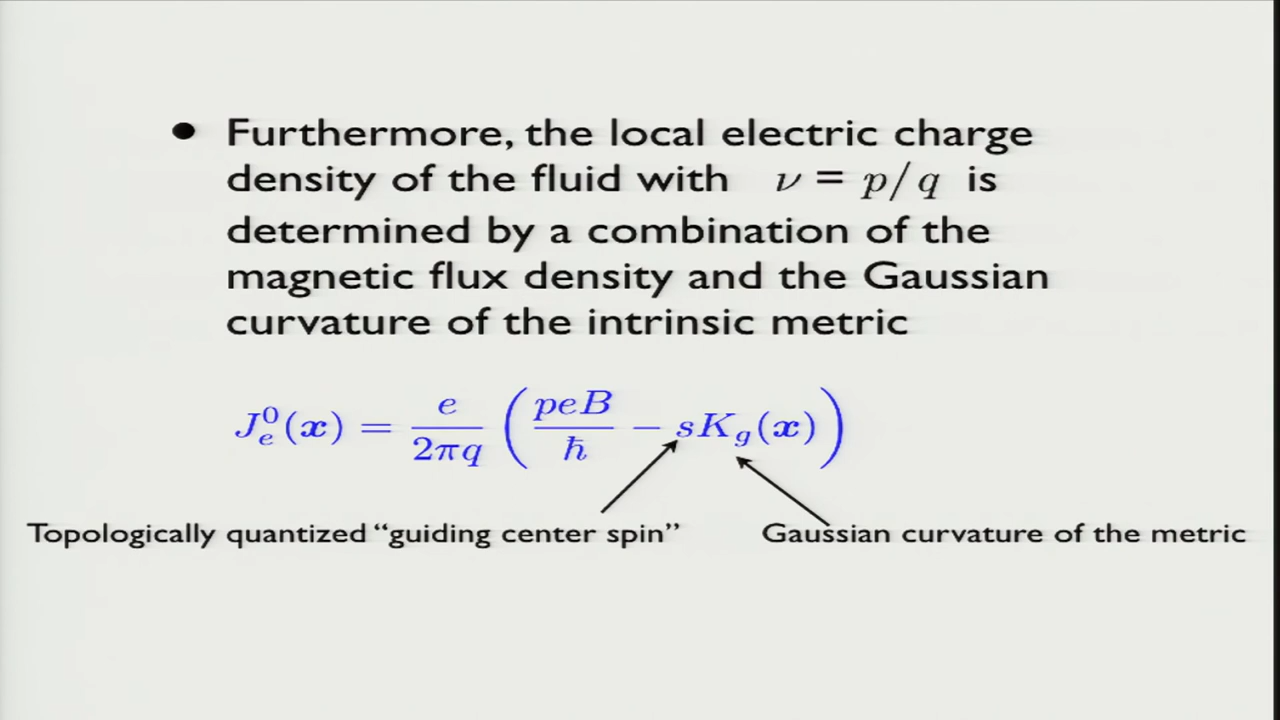 • Furthermore, the local electric charge
density of the fluid with ν = p/q is
determined by a combination of the
magnetic flux density and the Gaussian
curvature of the intrinsic metric
J_e^0(x) = e/2πq (peB/ħ − sK_g(x))
Topologically quantized “guiding center spin” Gaussian curvature of the metric